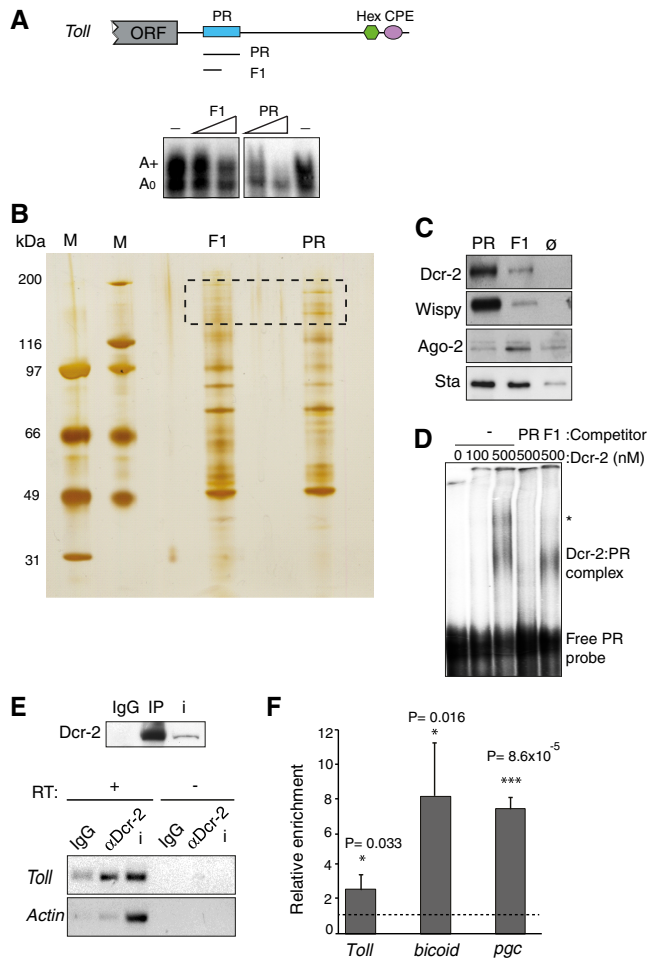 A
Toll ORF PR Hex CPE
PR
F1
– F1 PR –
A+
A0
B
kDa M M F1 PR
200
116
97
66
49
31
C
PR F1 ø
Dcr-2
Wispy
Ago-2
Sta
D
- PR F1 :Competitor
0 100 500 500 500 :Dcr-2 (nM)
*
Dcr-2:PR
complex
Free PR
probe
E
IgG IP i
Dcr-2
RT: + -
IgG αDcr-2 i IgG αDcr-2 i
Toll
Actin
F
Relative enrichment
12
10
8
6
4
2
0
P= 0.033
*
P= 0.016
*
P= 8.6x10-5
***
Toll bicoid pgc